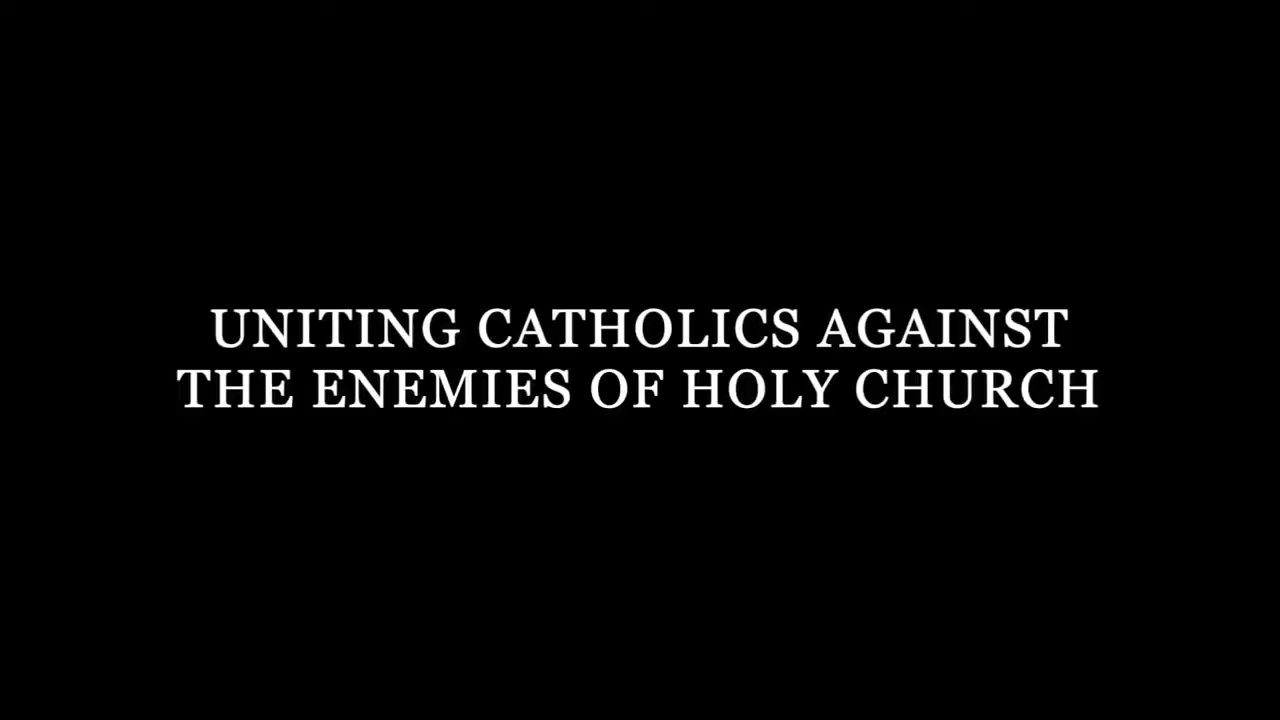 UNITING CATHOLICS AGAINST
THE ENEMIES OF HOLY CHURCH